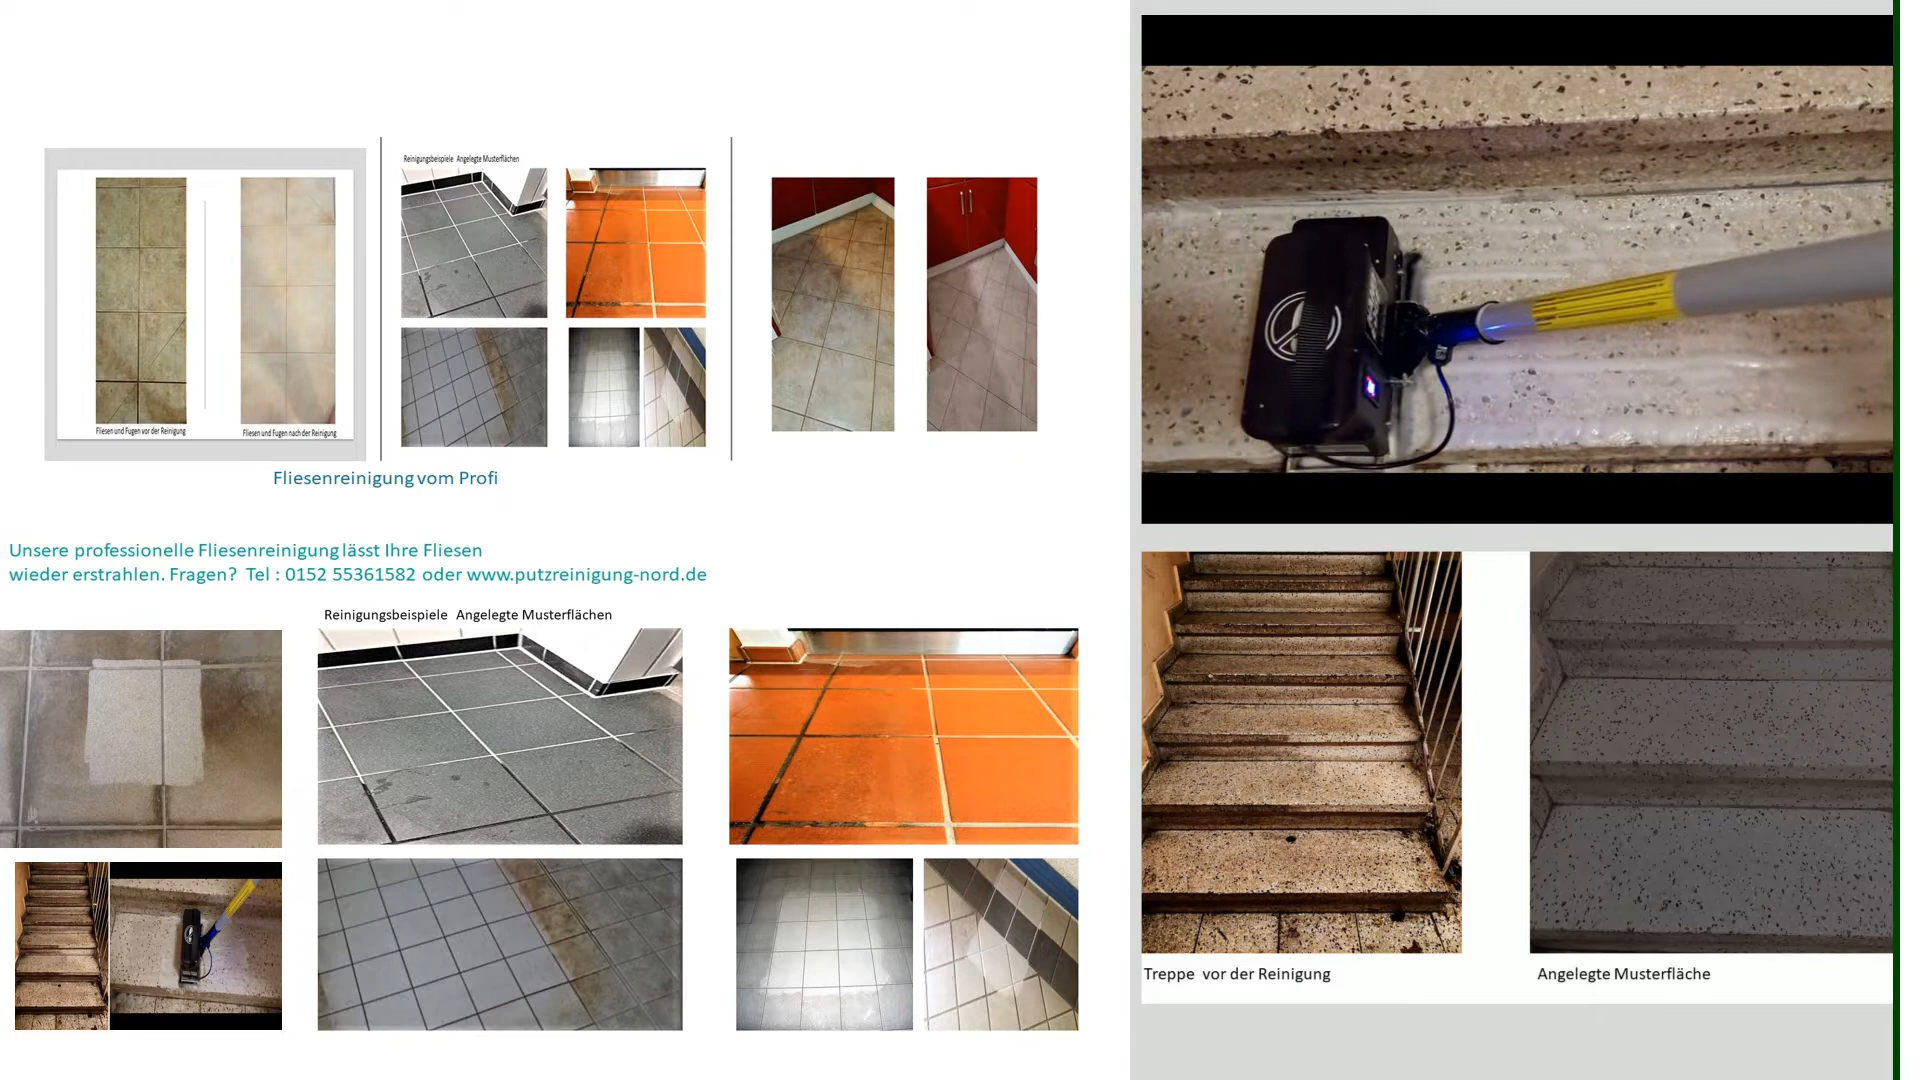 Reinigungsbeispiele Angelegte Musterflächen
Fliesen und Fugen vor der Reinigung
Fliesen und Fugen nach der Reinigung
Fliesenreinigung vom Profi
Unsere professionelle Fliesenreinigung lässt Ihre Fliesen
wieder erstrahlen. Fragen? Tel : 0152 55361582 oder www.putzreinigung-nord.de
Reinigungsbeispiele Angelegte Musterflächen
Treppe vor der Reinigung
Angelegte Musterfläche